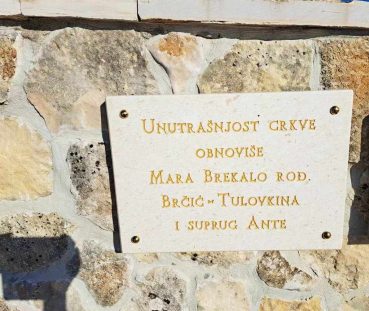 Unutrašnjost crkve
obnoviše
Mara Brekalo rođ.
Brčić - Tulovkina
i suprug Ante